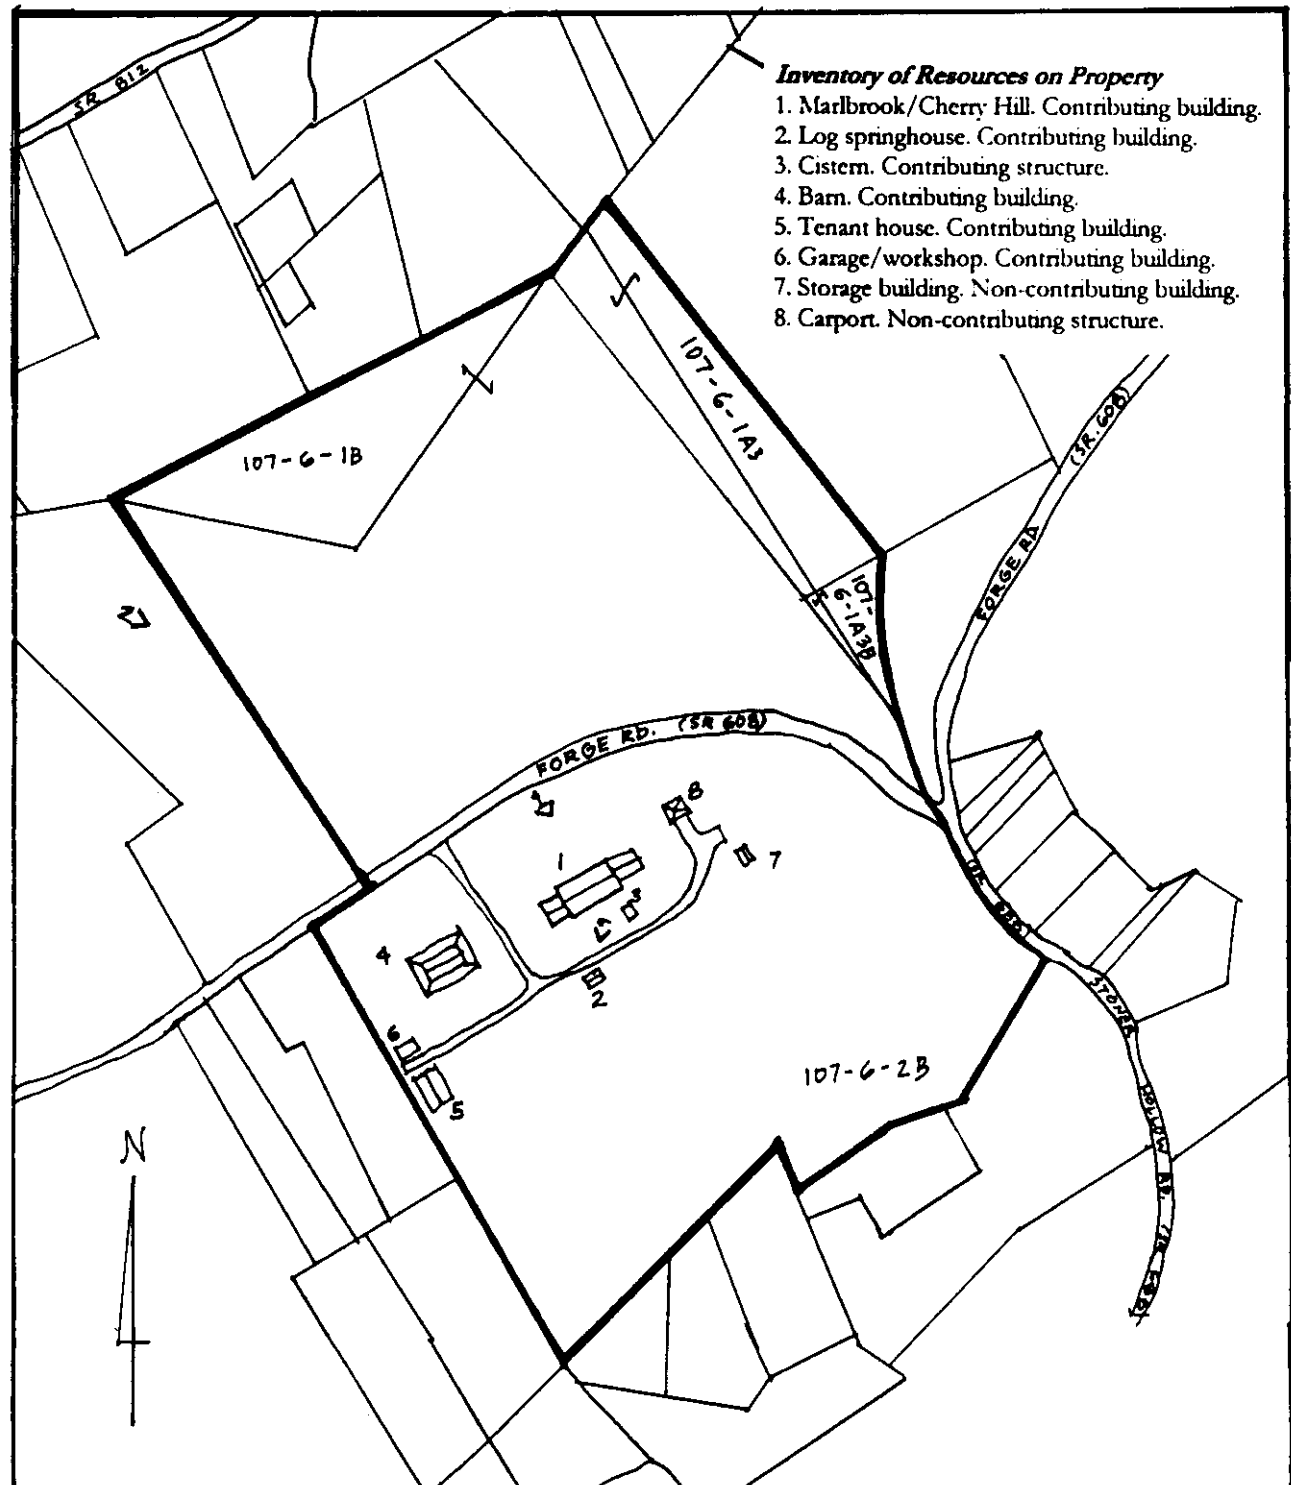 SR 812
Inventory of Resources on Property
1. Marlbrook/Cherry Hill. Contributing building.
2. Log springhouse. Contributing building.
3. Cistern. Contributing structure.
4. Barn. Contributing building.
5. Tenant house. Contributing building.
6. Garage/workshop. Contributing building.
7. Storage building. Non-contributing building.
8. Carport. Non-contributing structure.
107-6-1A3
(SR. 608)
107-6-1B
FORGE RD
107-
6-1A3B
2
FORGE RD. (SR 608)
8
1
7
3
4
2
6
5
107-6-2B
STONER
HOLLOW RD.
N